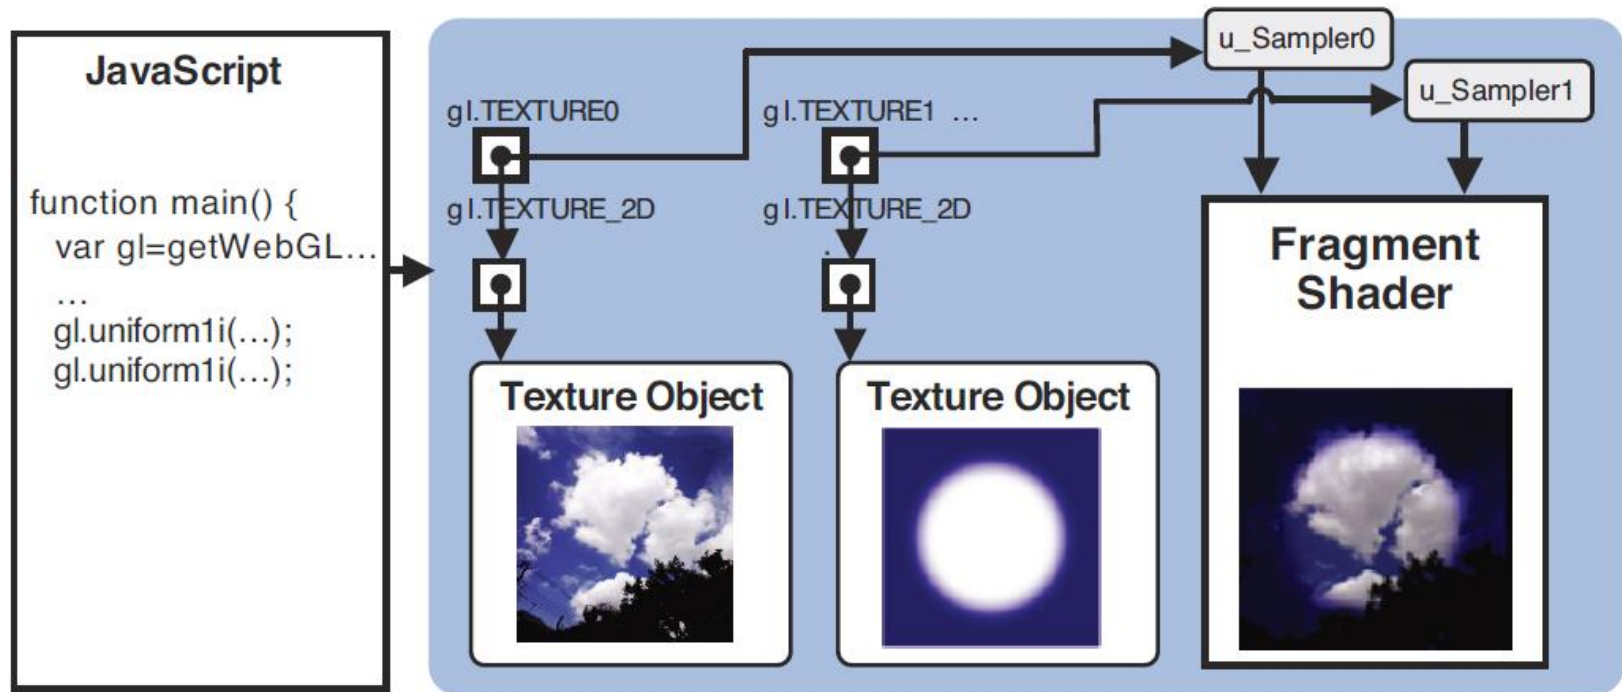 JavaScript
function main() {
var gl=getWebGL…
…
gl.uniform1i(…);
gl.uniform1i(…);
u_Sampler0
u_Sampler1
gl.TEXTURE0
gl.TEXTURE1 …
gl.TEXTURE_2D
gl.TEXTURE_2D
Texture Object
Texture Object
Fragment
Shader